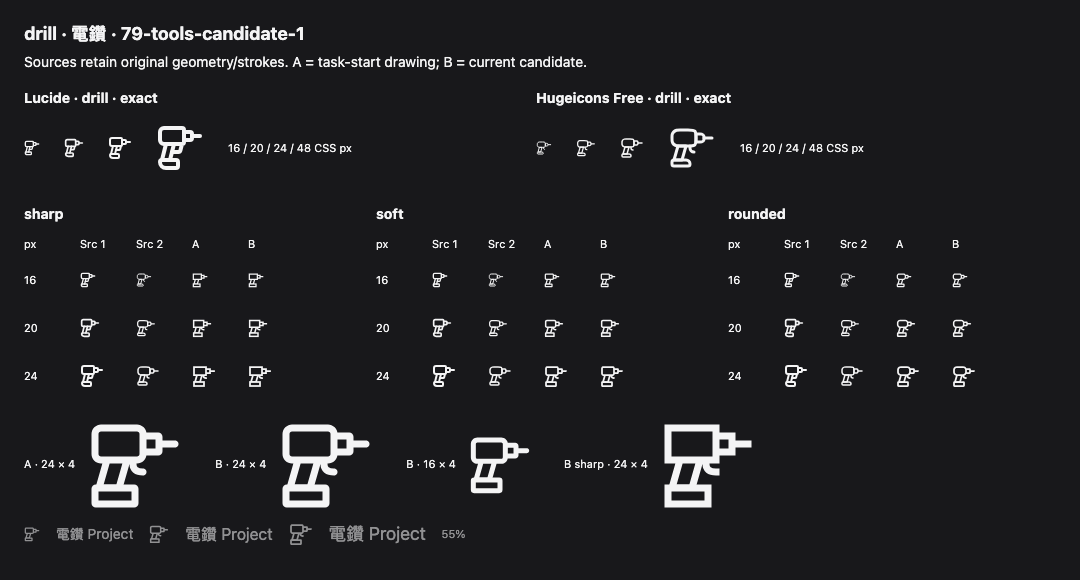 drill · 電鑽 · 79-tools-candidate-1
Sources retain original geometry/strokes. A = task-start drawing; B = current candidate.
Lucide · drill · exact
16 / 20 / 24 / 48 CSS px
Hugeicons Free · drill · exact
16 / 20 / 24 / 48 CSS px
sharp
px Src 1 Src 2 A B
16
20
24
soft
px Src 1 Src 2 A B
16
20
24
rounded
px Src 1 Src 2 A B
16
20
24
A · 24 × 4
B · 24 × 4
B · 16 × 4
B sharp · 24 × 4
電鑽 Project 電鑽 Project 電鑽 Project 55%